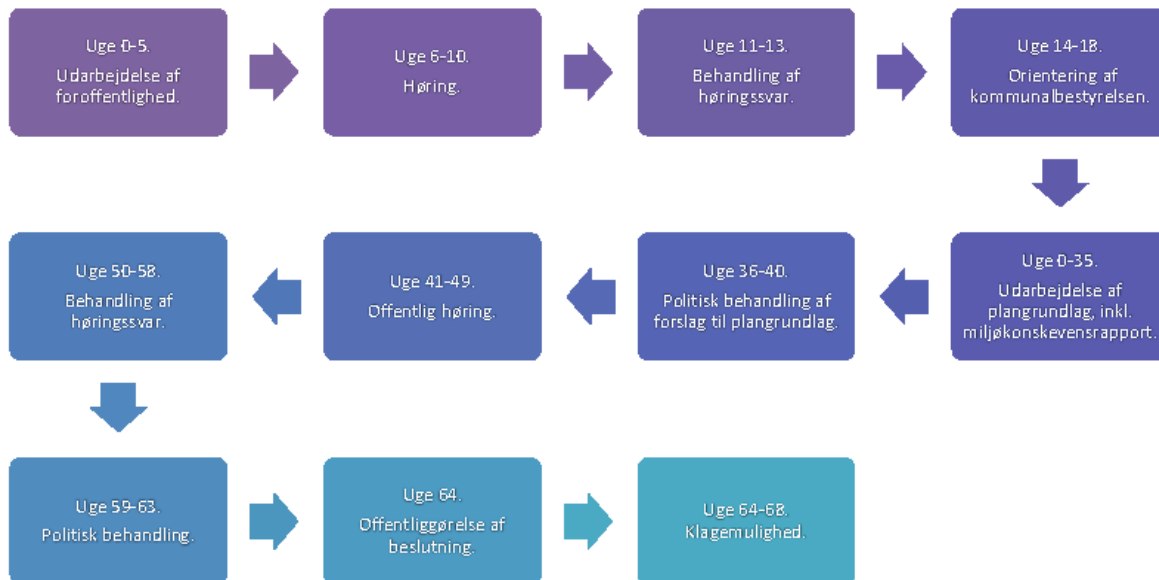 Uge 0-5.
Udarbejdelse af
foroffentlighed.
Uge 6-10.
Høring.
Uge 11-13.
Behandling af
høringssvar.
Uge 14-18.
Orientering af
kommunalbestyrelsen.
Uge 0-35.
Udarbejdelse af
plangrundlag, inkl.
miljøkonskevensrapport.
Uge 36-40.
Politisk behandling af
forslag til plangrundlag.
Uge 41-49.
Offentlig høring.
Uge 50-58.
Behandling af
høringssvar.
Uge 59-63.
Politisk behandling.
Uge 64.
Offentliggørelse af
beslutning.
Uge 64-68.
Klagemulighed.